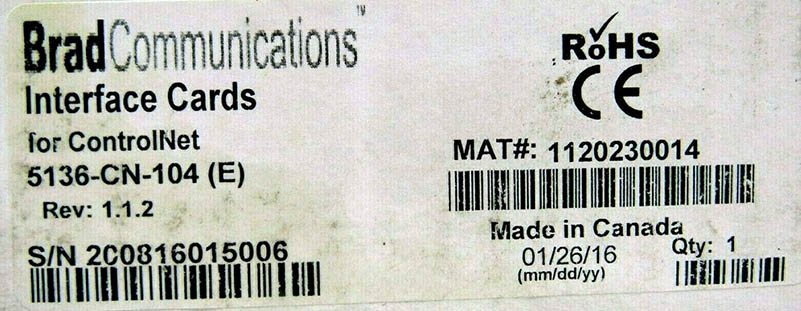 BradCommunications™
Interface Cards
for ControlNet
5136-CN-104 (E)
Rev: 1.1.2
S/N 200816015006
RoHS
CE
MAT#: 1120230014
Made in Canada
01/26/16
(mm/dd/yy)
Qty: 1